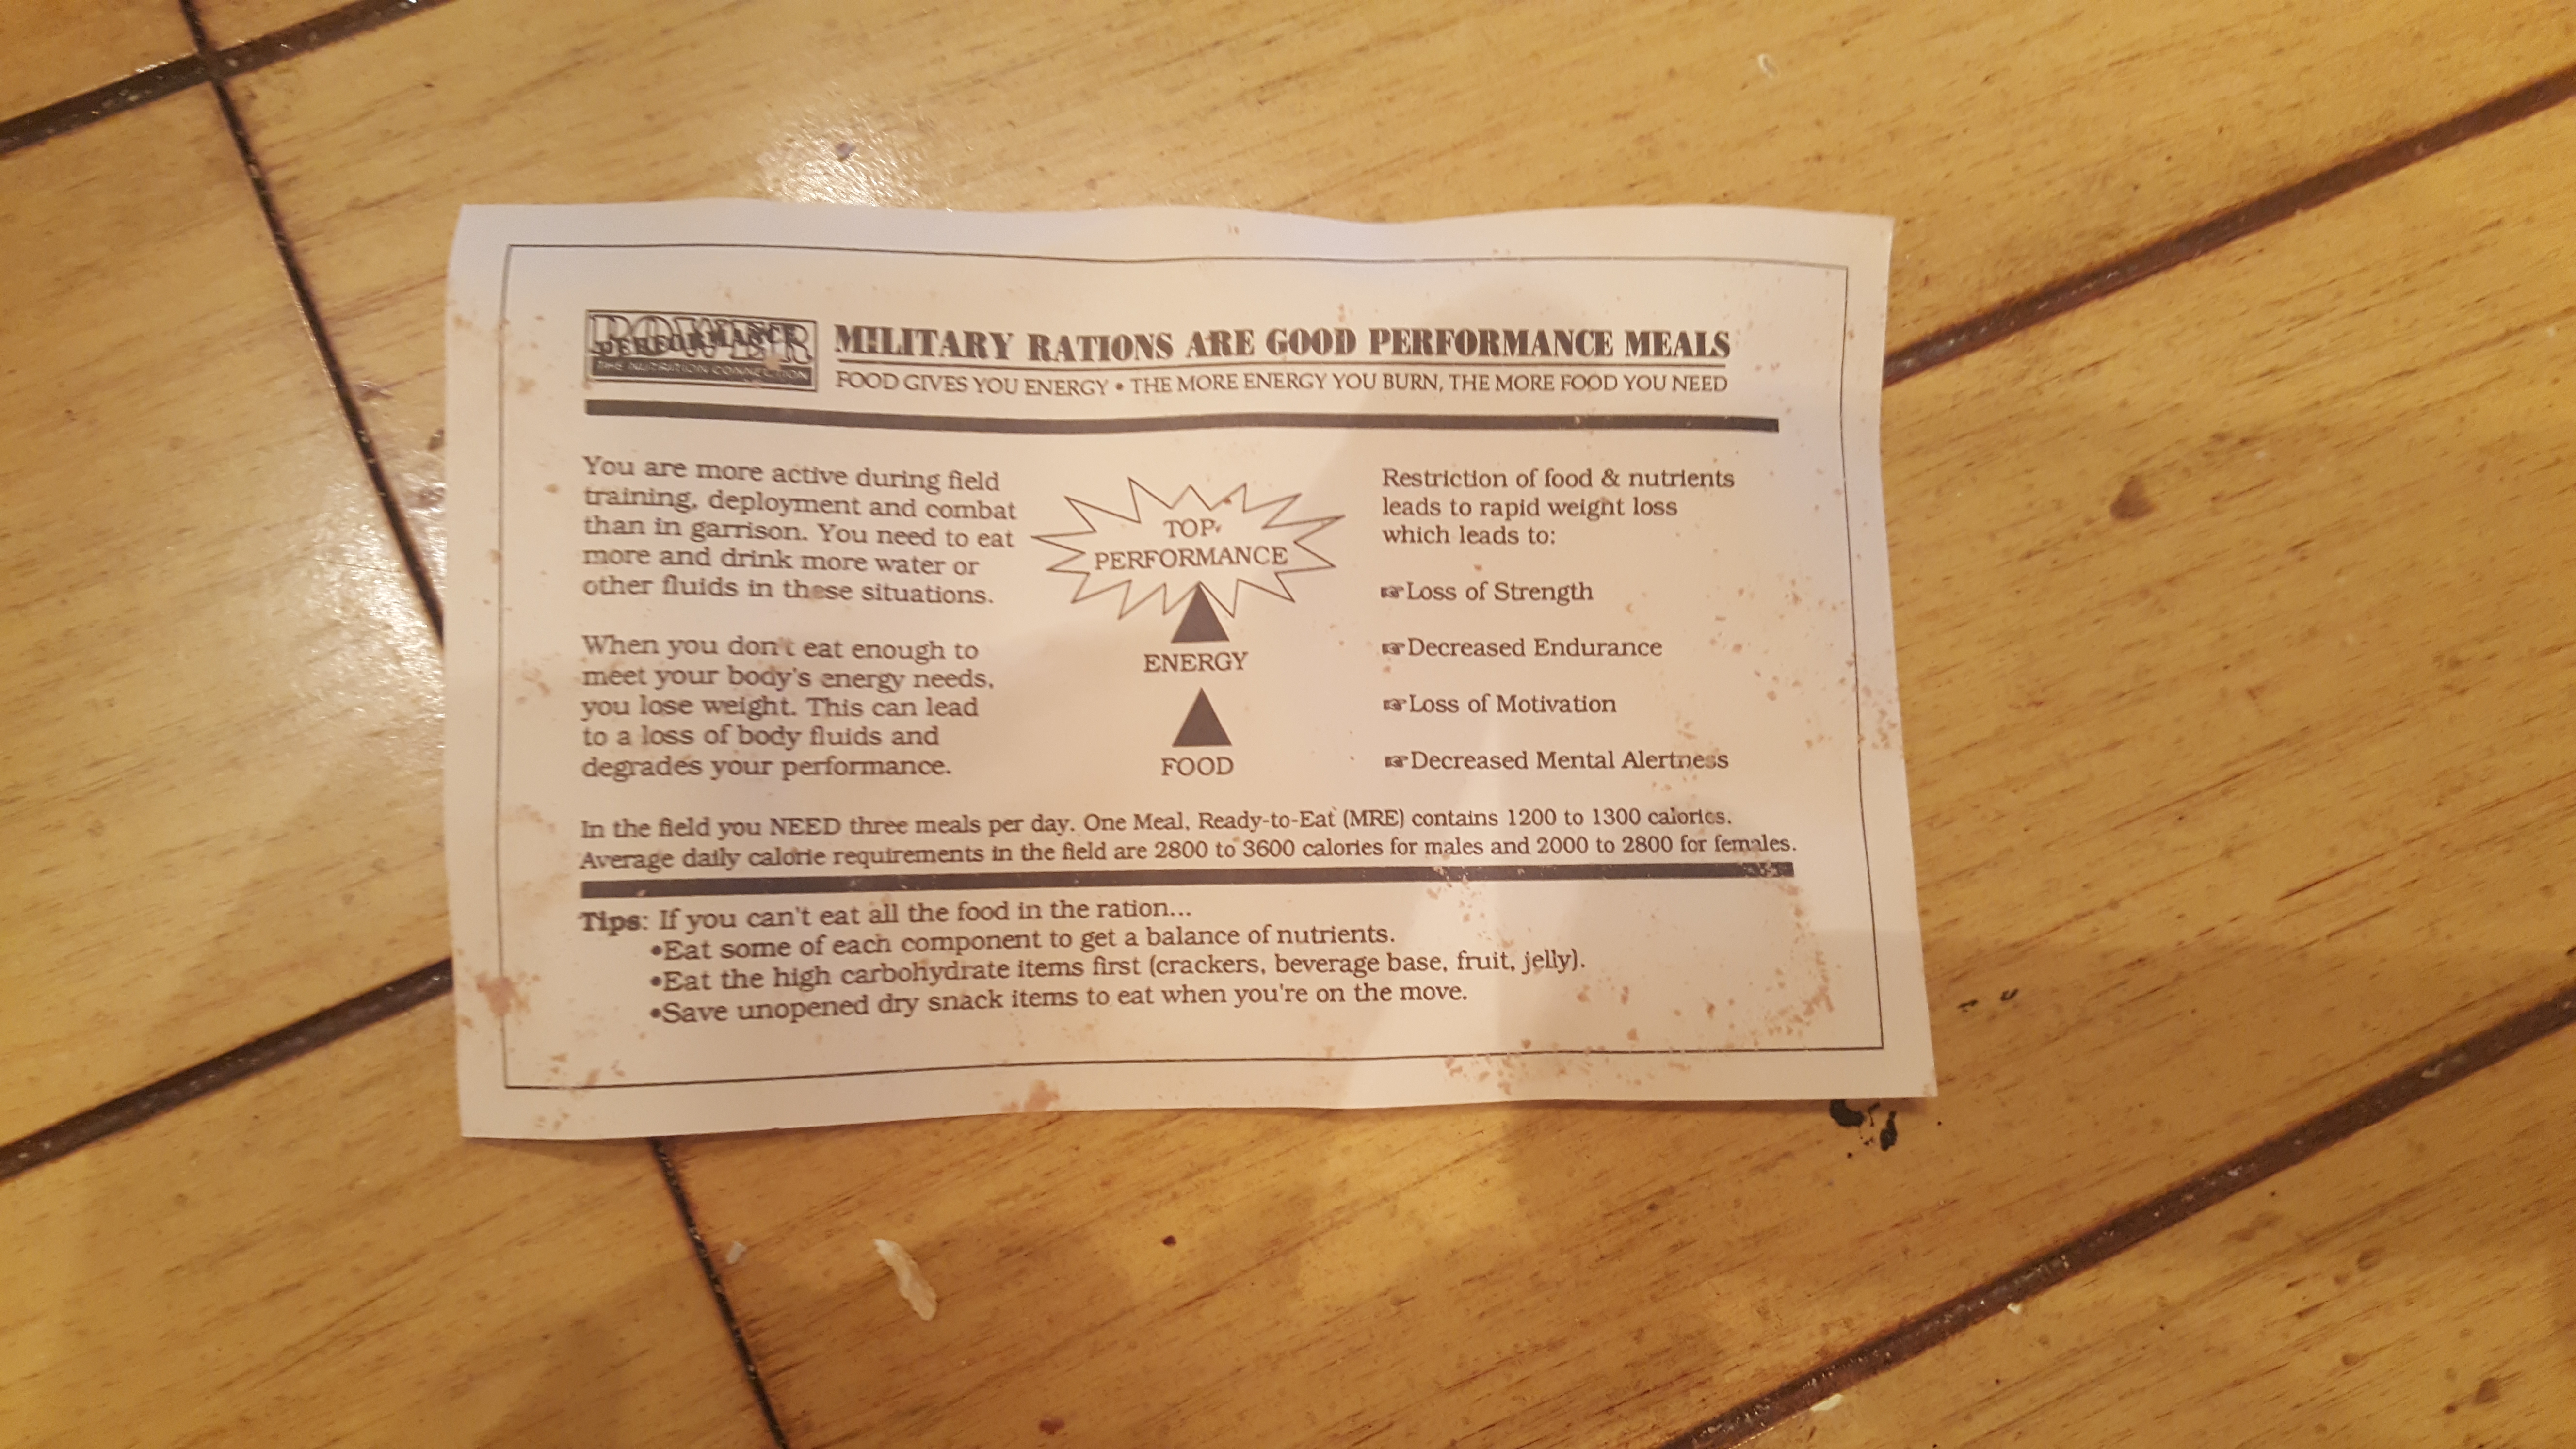 POWER
PERFORMANCE
THE NUTRITION CONNECTION
MILITARY RATIONS ARE GOOD PERFORMANCE MEALS
FOOD GIVES YOU ENERGY • THE MORE ENERGY YOU BURN, THE MORE FOOD YOU NEED
You are more active during field
training, deployment and combat
than in garrison. You need to eat
more and drink more water or
other fluids in these situations.
When you don't eat enough to
meet your body's energy needs,
you lose weight. This can lead
to a loss of body fluids and
degrades your performance.
TOP
PERFORMANCE
ENERGY
FOOD
Restriction of food & nutrients
leads to rapid weight loss
which leads to:
☞Loss of Strength
☞Decreased Endurance
☞Loss of Motivation
☞Decreased Mental Alertness
In the field you NEED three meals per day. One Meal, Ready-to-Eat (MRE) contains 1200 to 1300 calories.
Average daily calorie requirements in the field are 2800 to 3600 calories for males and 2000 to 2800 for females.
Tips: If you can't eat all the food in the ration...
•Eat some of each component to get a balance of nutrients.
•Eat the high carbohydrate items first (crackers, beverage base, fruit, jelly).
•Save unopened dry snack items to eat when you're on the move.